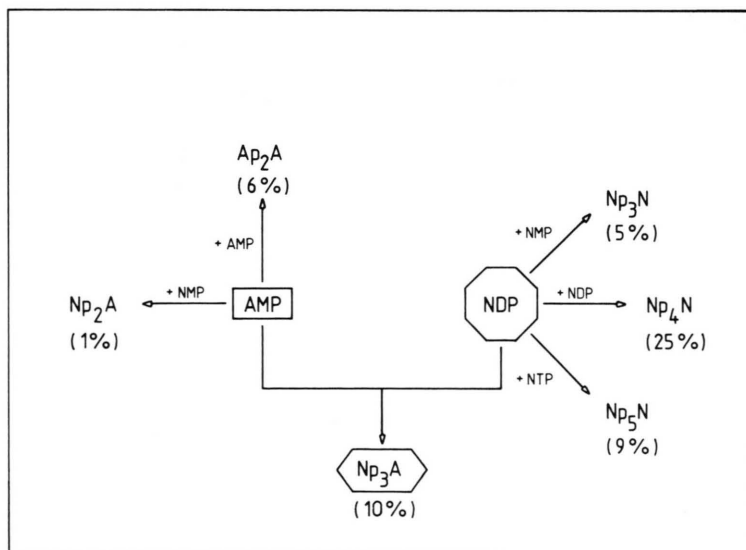 Ap₂A
(6%)
+ AMP
Np₂A
(1%)
+ NMP
AMP
NDP
+NMP
Np₃N
(5%)
+ NDP
Np₄N
(25%)
+ NTP
Np₅N
(9%)
Np₃A
(10%)